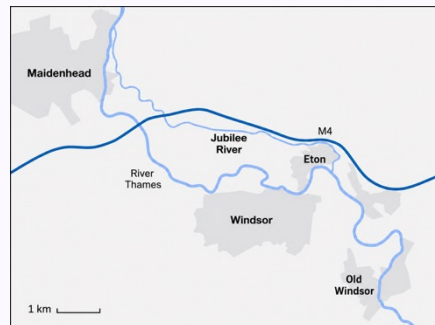 Maidenhead
M4
Jubilee
River
Eton
River
Thames
Windsor
Old
Windsor
1 km